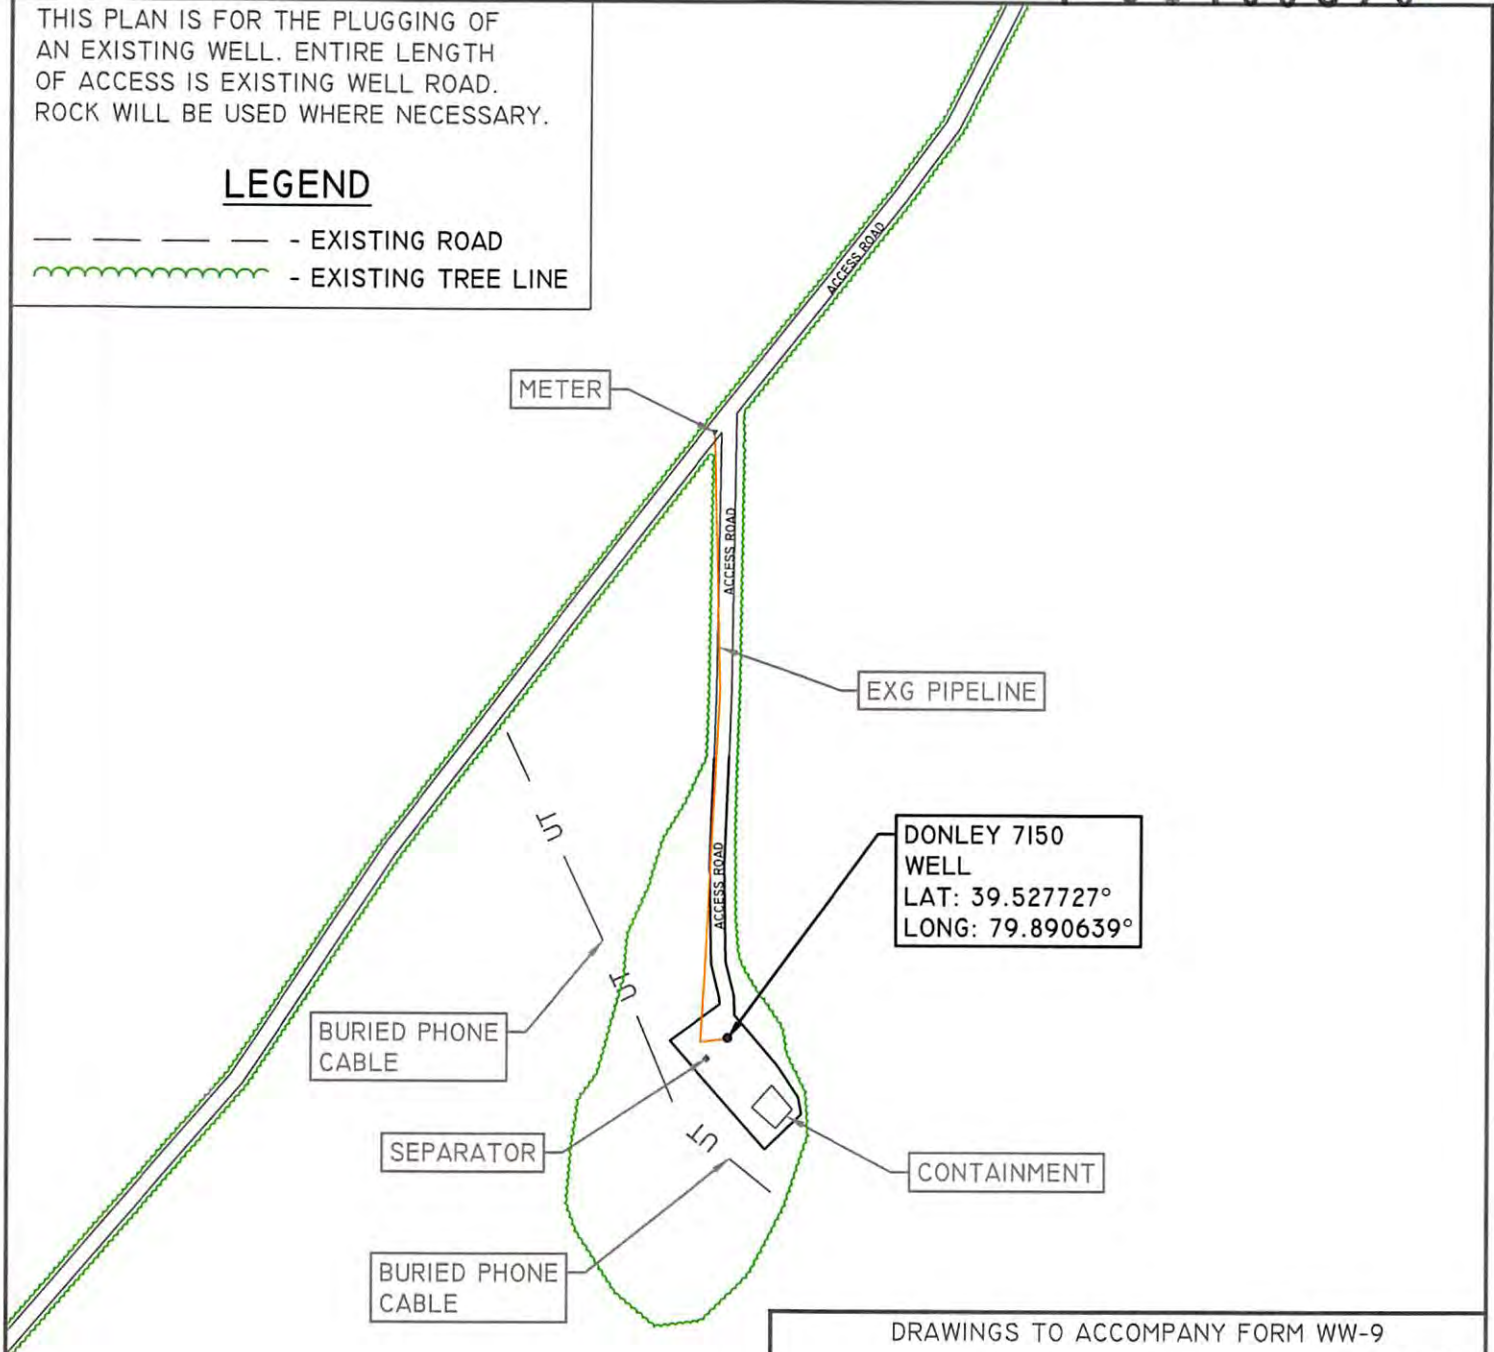 THIS PLAN IS FOR THE PLUGGING OF
AN EXISTING WELL. ENTIRE LENGTH
OF ACCESS IS EXISTING WELL ROAD.
ROCK WILL BE USED WHERE NECESSARY.
LEGEND
- EXISTING ROAD
- EXISTING TREE LINE
ACCESS ROAD
METER
ACCESS ROAD
EXG PIPELINE
UT
DONLEY 7150
WELL
LAT: 39.527727°
LONG: 79.890639°
ACCESS ROAD
UT
BURIED PHONE
CABLE
SEPARATOR
UT
CONTAINMENT
BURIED PHONE
CABLE
DRAWINGS TO ACCOMPANY FORM WW-9